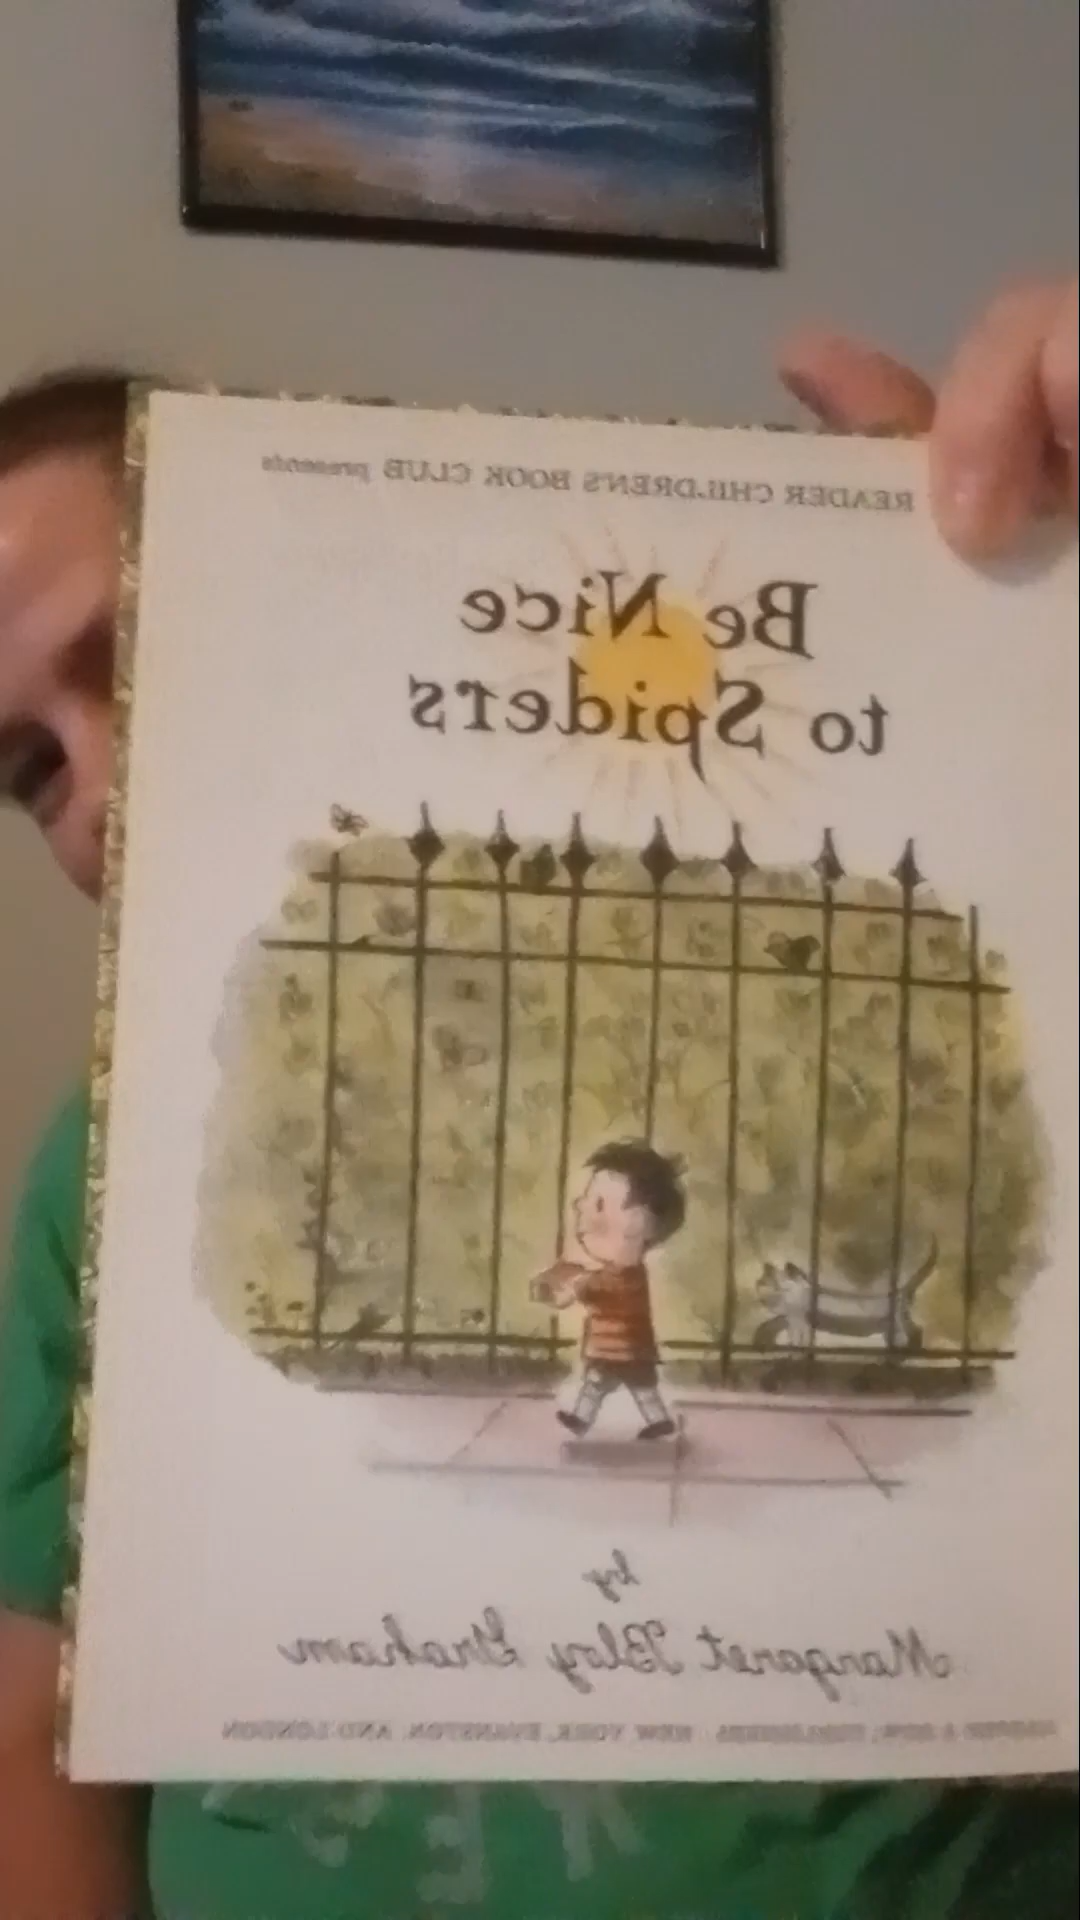 READER CHILDREN'S BOOK CLUB presents
Be Nice
to Spiders
by
Margaret Bloy Graham
HARPER & ROW, PUBLISHERS NEW YORK, EVANSTON, AND LONDON